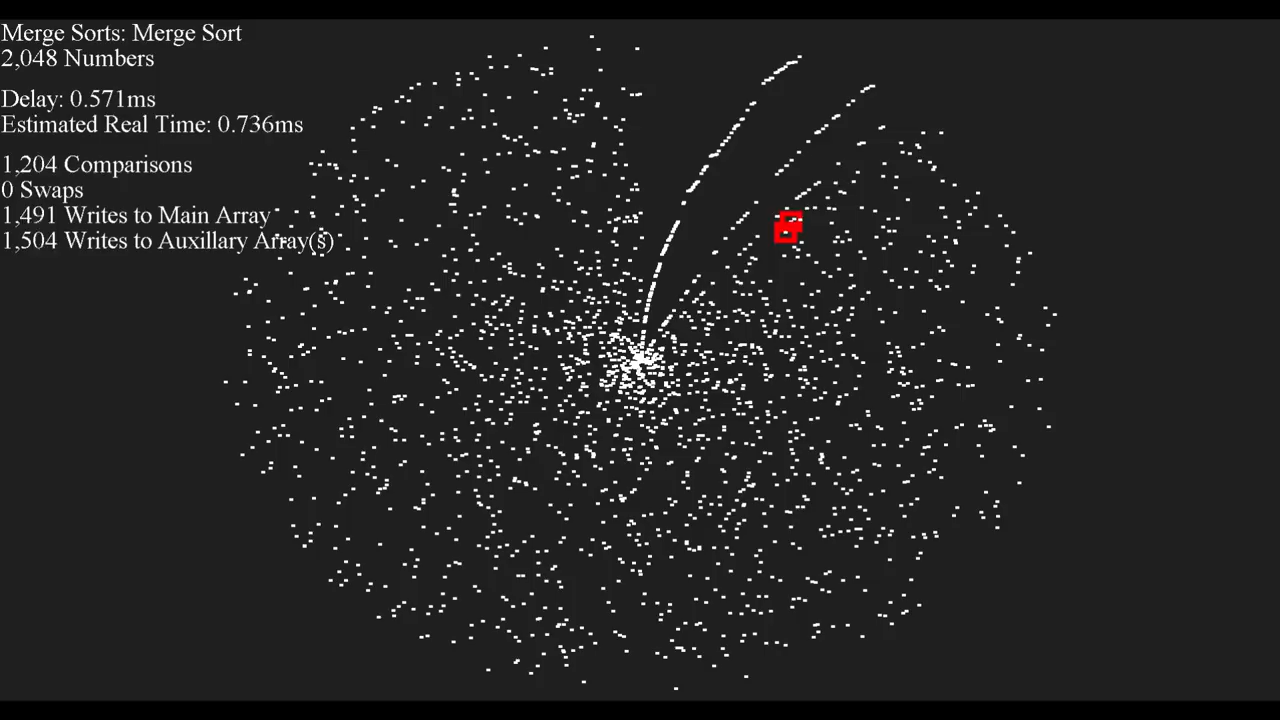 Merge Sorts: Merge Sort
2,048 Numbers
Delay: 0.571ms
Estimated Real Time: 0.736ms
1,204 Comparisons
0 Swaps
1,491 Writes to Main Array
1,504 Writes to Auxillary Array(s)